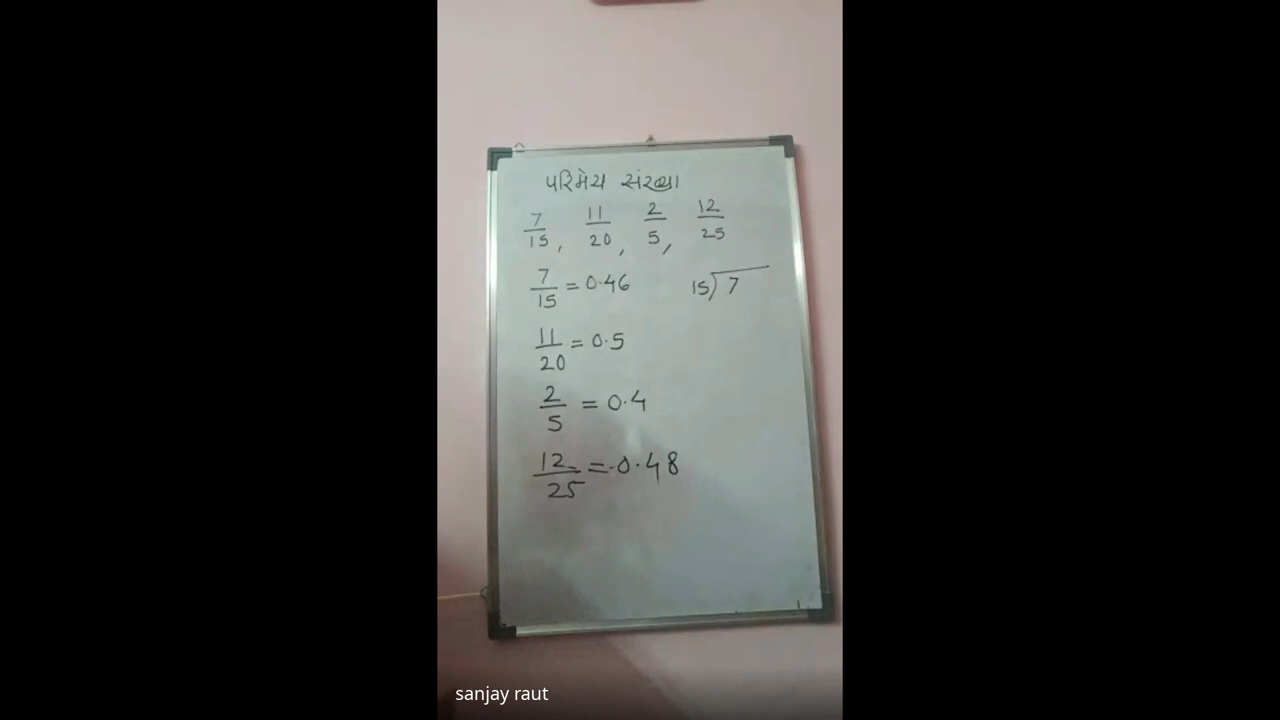 પરિમેય સંખ્યા
7/15, 11/20, 2/5, 12/25
7/15 = 0.46 15)7
11/20 = 0.5
2/5 = 0.4
12/25 = 0.48
sanjay raut